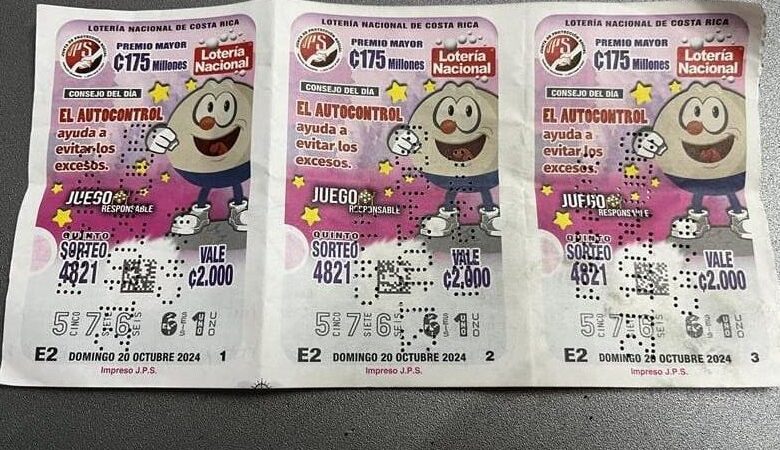 LOTERÍA NACIONAL DE COSTA RICA
JPS
PREMIO MAYOR
₡175 Millones
Lotería
Nacional
CONSEJO DEL DÍA
EL AUTOCONTROL
ayuda a
evitar los
excesos.
JUEGO
RESPONSABLE
QUINTO
SORTEO
4821
VALE
₡2.000
5 CINCO 7 SIETE 6 SEIS 6 SEIS 1 UNO
E2 DOMINGO 20 OCTUBRE 2024 1
Impreso J.P.S.
LOTERÍA NACIONAL DE COSTA RICA
JPS
PREMIO MAYOR
₡175 Millones
Lotería
Nacional
CONSEJO DEL DÍA
EL AUTOCONTROL
ayuda a
evitar los
excesos.
JUEGO
RESPONSABLE
QUINTO
SORTEO
4821
VALE
₡2.000
5 CINCO 7 SIETE 6 SEIS 6 1 UNO
E2 DOMINGO 20 OCTUBRE 2024 2
Impreso J.P.S.
LOTERÍA NACIONAL DE COSTA RICA
JPS
PREMIO MAYOR
₡175 Millones
Lotería
Nacional
CONSEJO DEL DÍA
EL AUTOCONTROL
ayuda a
evitar los
excesos.
JUEGO
RESPONSABLE
QUINTO
SORTEO
4821
VALE
₡2.000
5 CINCO 7 6 SEIS 6 SEIS 1 UNO
E2 DOMINGO 20 OCTUBRE 2024 3
Impreso J.P.S.